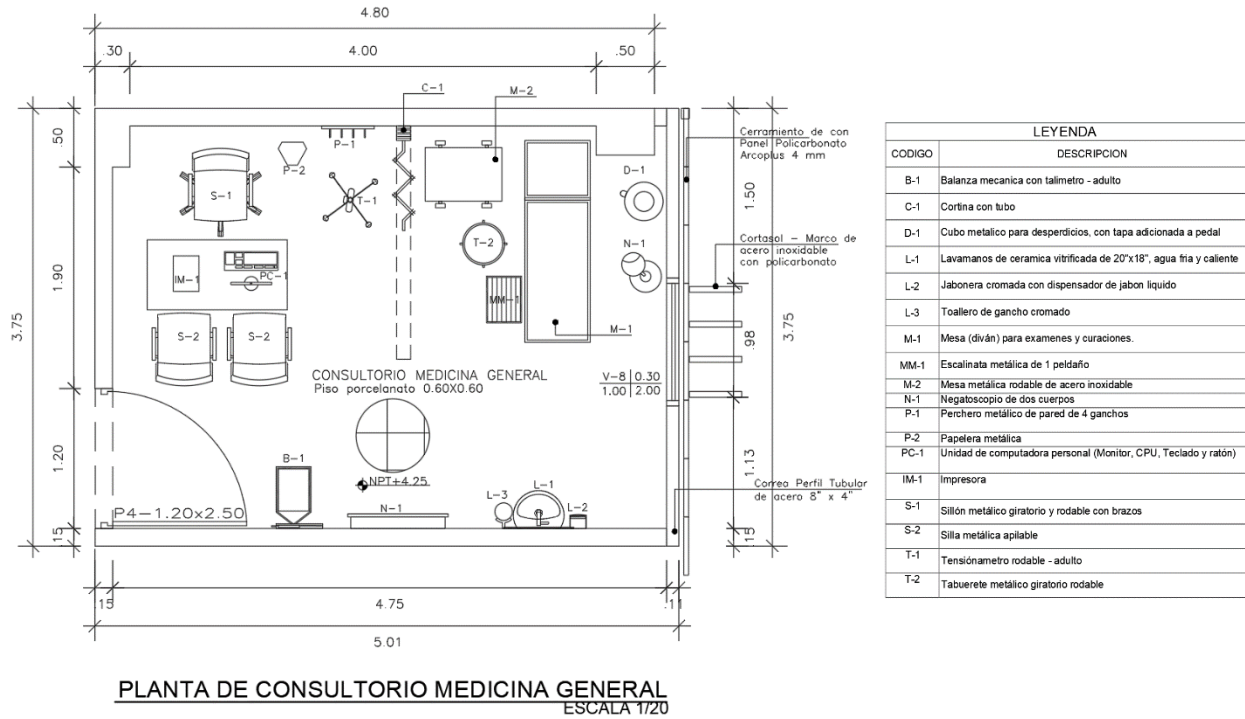 4.80
.30
4.00
.50
C-1
M-2
P-1
P-2
S-1
T-1
D-1
T-2
N-1
IM-1
PC-1
MM-1
S-2
S-2
M-1
.50
1.90
3.75
1.20
.15
CONSULTORIO MEDICINA GENERAL
Piso porcelanato 0.60X0.60
V-8 0.30
1.00 2.00
B-1
NPT+4.25
N-1
L-3
L-1
L-2
P4-1.20x2.50
Cerramiento de con
Panel Policarbonato
Arcoplus 4 mm
1.50
Cortasol - Marco de
acero inoxidable
con policarbonato
.98
3.75
1.13
Correa Perfil Tubular
de acero 8" x 4"
.15
.15
4.75
.11
5.01
PLANTA DE CONSULTORIO MEDICINA GENERAL
ESCALA 1/20
LEYENDA
CODIGO DESCRIPCION
B-1 Balanza mecanica con talimetro - adulto
C-1 Cortina con tubo
D-1 Cubo metalico para desperdicios, con tapa adicionada a pedal
L-1 Lavamanos de ceramica vitrificada de 20"x18", agua fria y caliente
L-2 Jabonera cromada con dispensador de jabon liquido
L-3 Toallero de gancho cromado
M-1 Mesa (diván) para examenes y curaciones.
MM-1 Escalinata metálica de 1 peldaño
M-2 Mesa metálica rodable de acero inoxidable
N-1 Negatoscopio de dos cuerpos
P-1 Perchero metálico de pared de 4 ganchos
P-2 Papelera metálica
PC-1 Unidad de computadora personal (Monitor, CPU, Teclado y ratón)
IM-1 Impresora
S-1 Sillón metálico giratorio y rodable con brazos
S-2 Silla metálica apilable
T-1 Tensiónametro rodable - adulto
T-2 Tabuerete metálico giratorio rodable